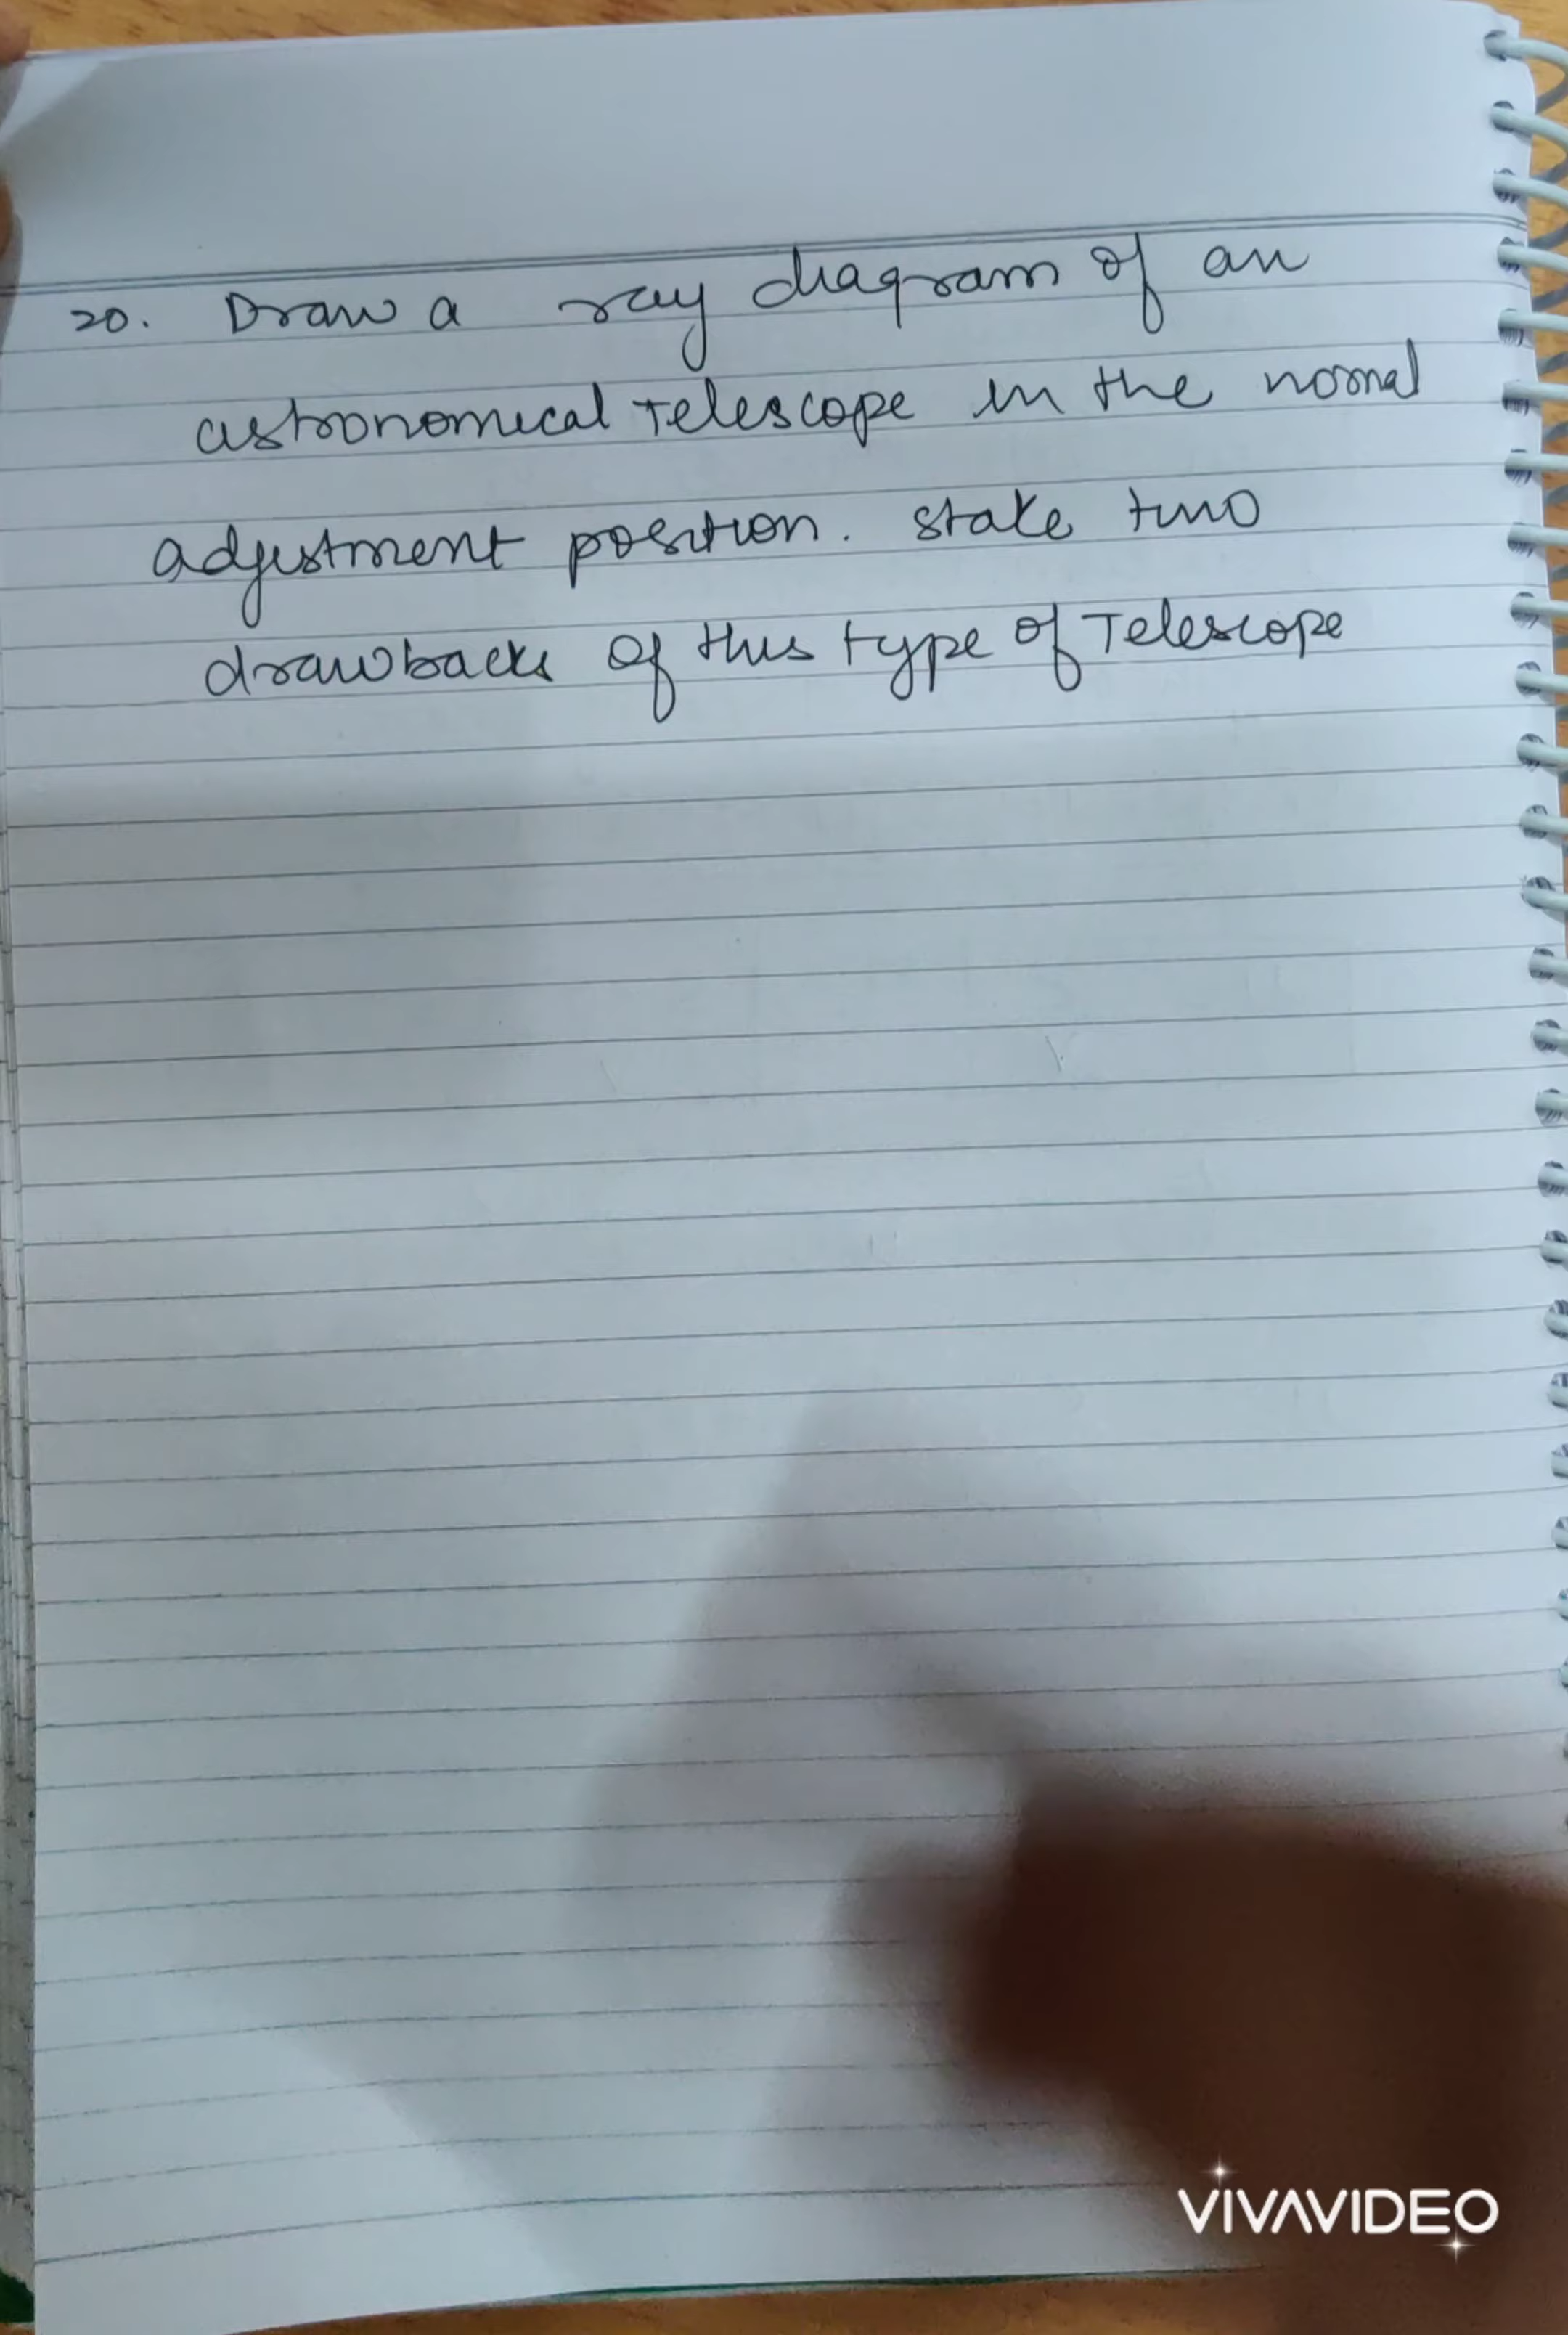 20. Draw a ray diagram of an
astronomical Telescope in the normal
adjustment position. state two
drawbacks of this type of Telescope
VIVAVIDEO